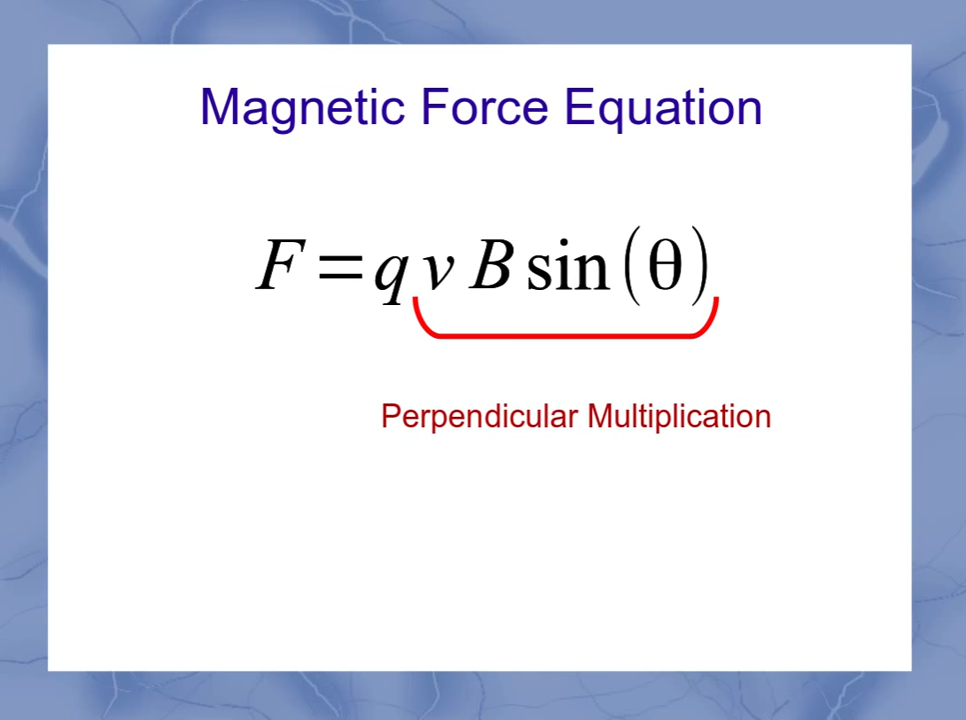 Magnetic Force Equation
F = q v B sin(θ)
Perpendicular Multiplication